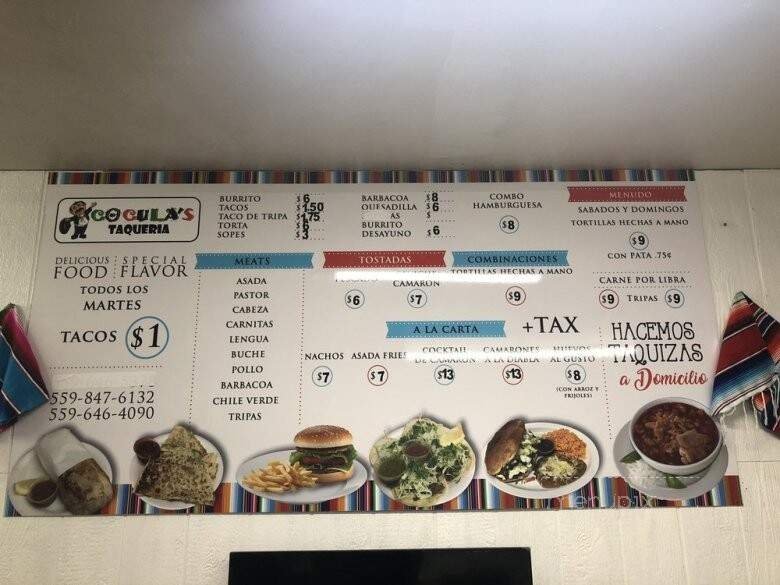 COCULA'S
TAQUERIA
DELICIOUS SPECIAL
FOOD FLAVOR
TODOS LOS
MARTES
TACOS $1
559-847-6132
559-646-4090
BURRITO $6
TACOS $1.50
TACO DE TRIPA $1.75
TORTA $6
SOPES $3
BARBACOA $8
QUESADILLA $6
AS $
BURRITO
DESAYUNO $6
COMBO
HAMBURGUESA
$8
MENUDO
SABADOS Y DOMINGOS
TORTILLAS HECHAS A MANO
$9
CON PATA .75¢
CARNE POR LIBRA
$9 TRIPAS $9
MEATS
ASADA
PASTOR
CABEZA
CARNITAS
LENGUA
BUCHE
POLLO
BARBACOA
CHILE VERDE
TRIPAS
TOSTADAS
CAMARON
$6 $7
COMBINACIONES
TORTILLAS HECHAS A MANO
$9
A LA CARTA
+TAX
NACHOS
$7
ASADA FRIES
$7
COCKTAIL
DE CAMARON
$13
CAMARONES
A LA DIABLA
$13
HUEVOS
AL GUSTO
$8
(CON ARROZ Y
FRIJOLES)
HACEMOS
TAQUIZAS
a Domicilio
menupix